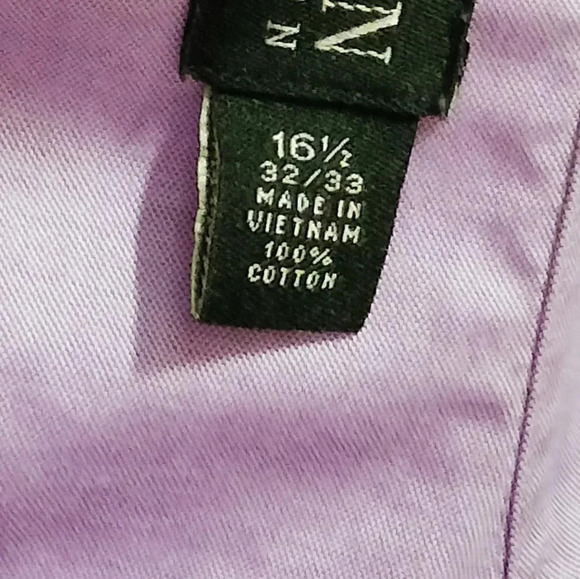 N
N
16½
32/33
MADE IN
VIETNAM
100%
COTTON